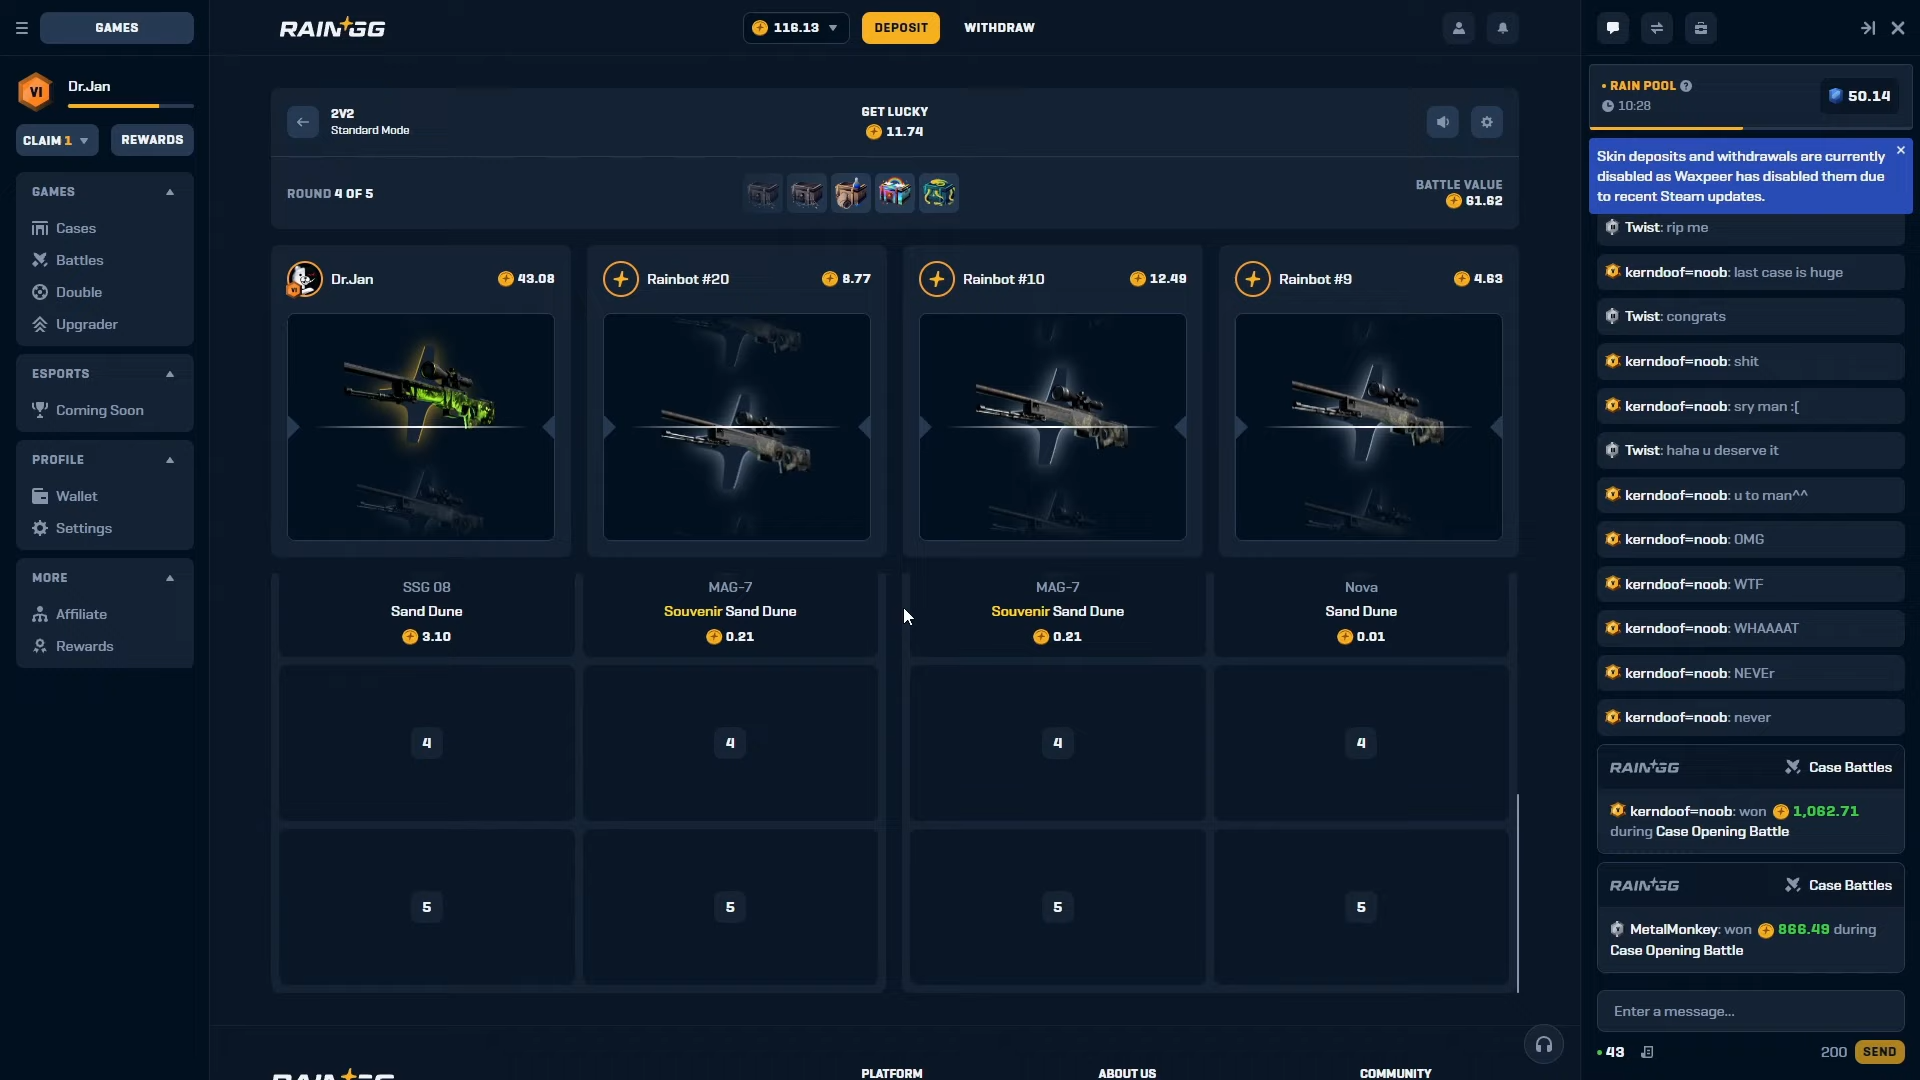 GAMES
RAIN GG
116.13
DEPOSIT
WITHDRAW
VI
Dr.Jan
CLAIM 1
REWARDS
GAMES
Cases
Battles
Double
Upgrader
ESPORTS
Coming Soon
PROFILE
Wallet
Settings
MORE
Affiliate
Rewards
2V2
Standard Mode
GET LUCKY
11.74
ROUND 4 OF 5
BATTLE VALUE
61.62
Dr.Jan
43.08
Rainbot #20
8.77
Rainbot #10
12.49
Rainbot #9
4.63
SSG 08
Sand Dune
3.10
MAG-7
Souvenir Sand Dune
0.21
MAG-7
Souvenir Sand Dune
0.21
Nova
Sand Dune
0.01
4
4
4
4
5
5
5
5
RAIN GG
PLATFORM
ABOUT US
COMMUNITY
RAIN POOL ?
10:28
50.14
Skin deposits and withdrawals are currently
disabled as Waxpeer has disabled them due
to recent Steam updates.
Twist: rip me
kerndoof=noob: last case is huge
Twist: congrats
kerndoof=noob: shit
kerndoof=noob: sry man :[
Twist: haha u deserve it
kerndoof=noob: u to man^^
kerndoof=noob: OMG
kerndoof=noob: WTF
kerndoof=noob: WHAAAAT
kerndoof=noob: NEVEr
kerndoof=noob: never
RAIN GG
Case Battles
kerndoof=noob: won 1,062.71
during Case Opening Battle
RAIN GG
Case Battles
MetalMonkey: won 866.49 during
Case Opening Battle
Enter a message...
43
200
SEND